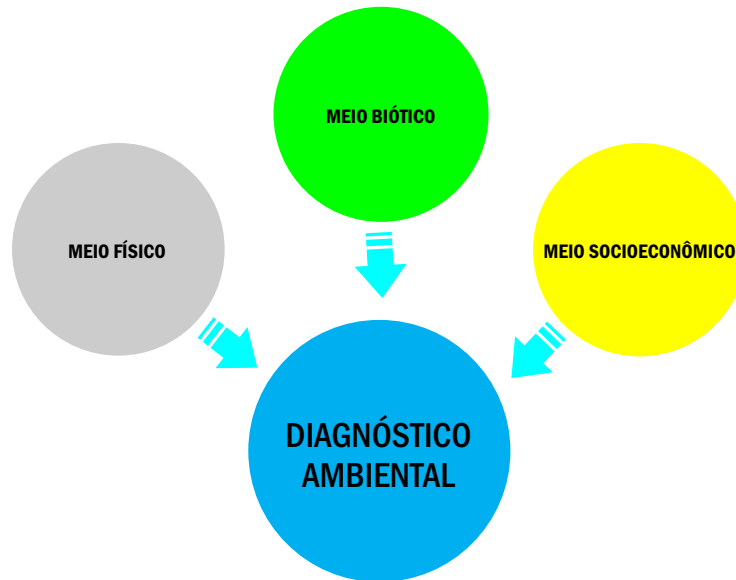 MEIO BIÓTICO
MEIO FÍSICO
MEIO SOCIOECONÔMICO
DIAGNÓSTICO
AMBIENTAL